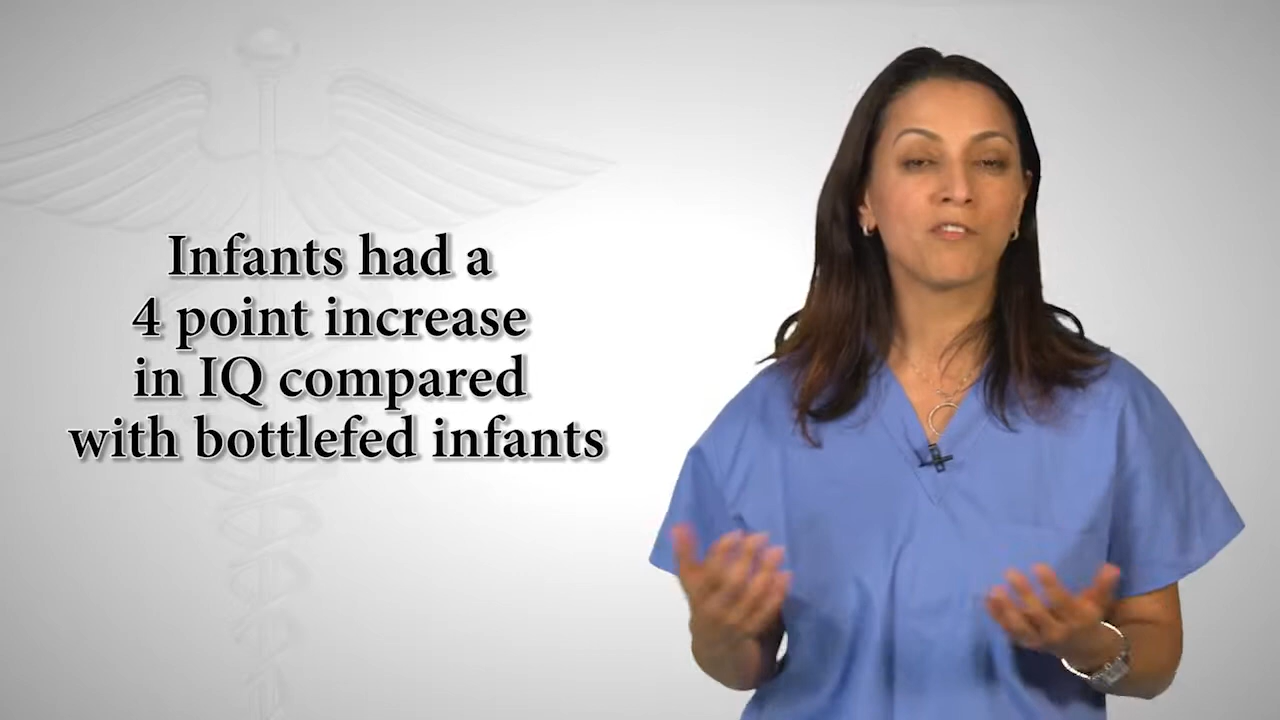 Infants had a
4 point increase
in IQ compared
with bottlefed infants